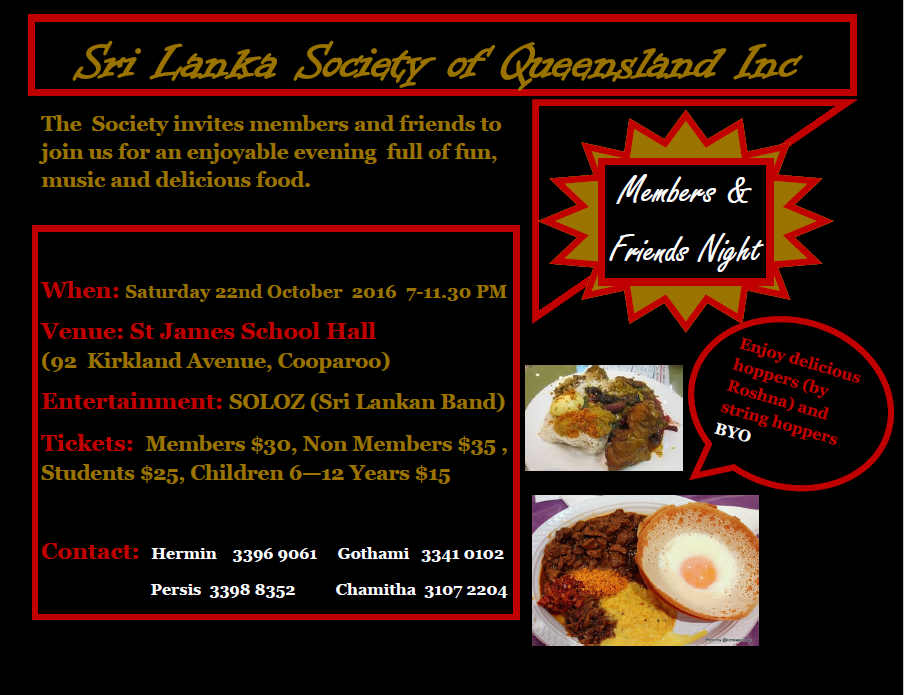 Sri Lanka Society of Queensland Inc
The Society invites members and friends to
join us for an enjoyable evening full of fun,
music and delicious food.
Members &
Friends Night
When: Saturday 22nd October 2016 7-11.30 PM
Venue: St James School Hall
(92 Kirkland Avenue, Cooparoo)
Entertainment: SOLOZ (Sri Lankan Band)
Tickets: Members $30, Non Members $35 ,
Students $25, Children 6—12 Years $15
Contact: Hermin 3396 9061 Gothami 3341 0102
Persis 3398 8352 Chamitha 3107 2204
Enjoy delicious
hoppers (by
Roshna) and
string hoppers
BYO